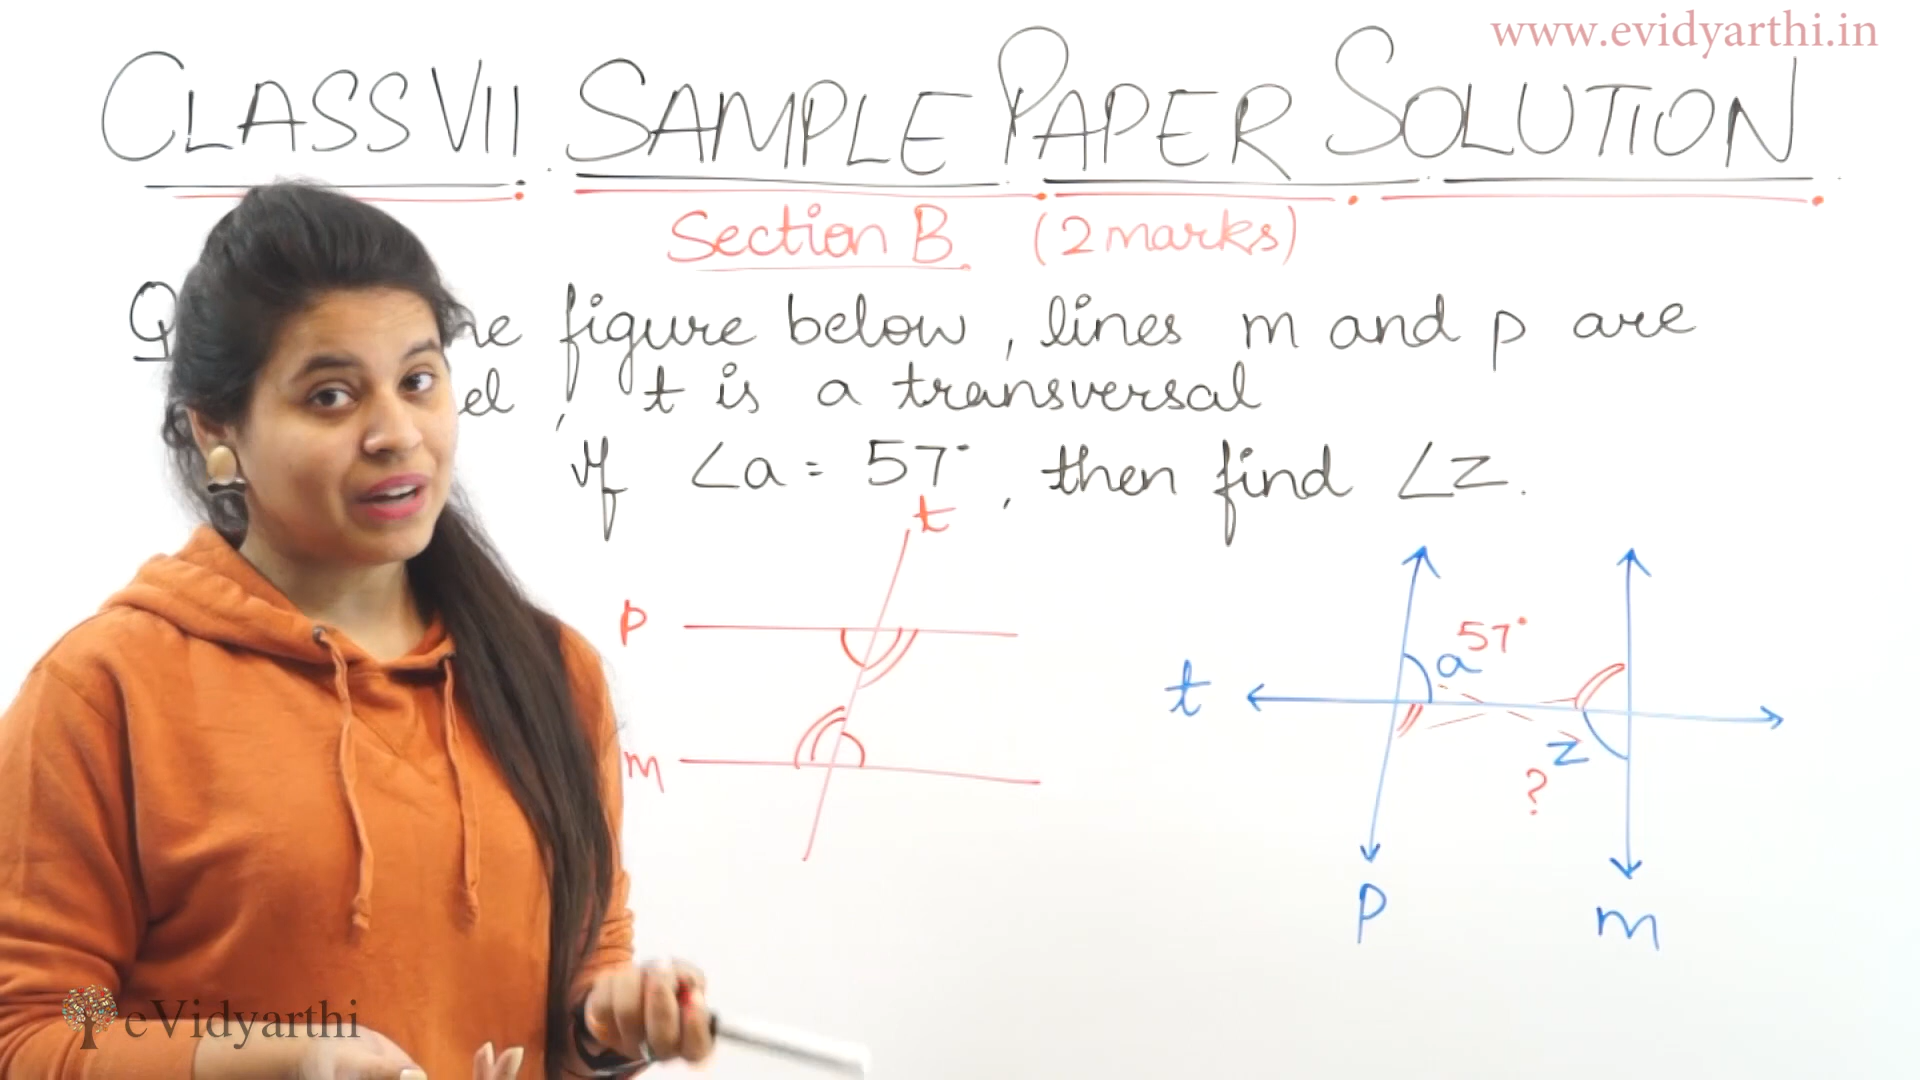 www.evidyarthi.in
CLASS VII SAMPLE PAPER SOLUTION
Section B (2 marks)
figure below, lines m and p are
t is a transversal
if ∠a = 57°, then find ∠z.
t
p
m
57°
a
t
z
?
p
m
eVidyarthi